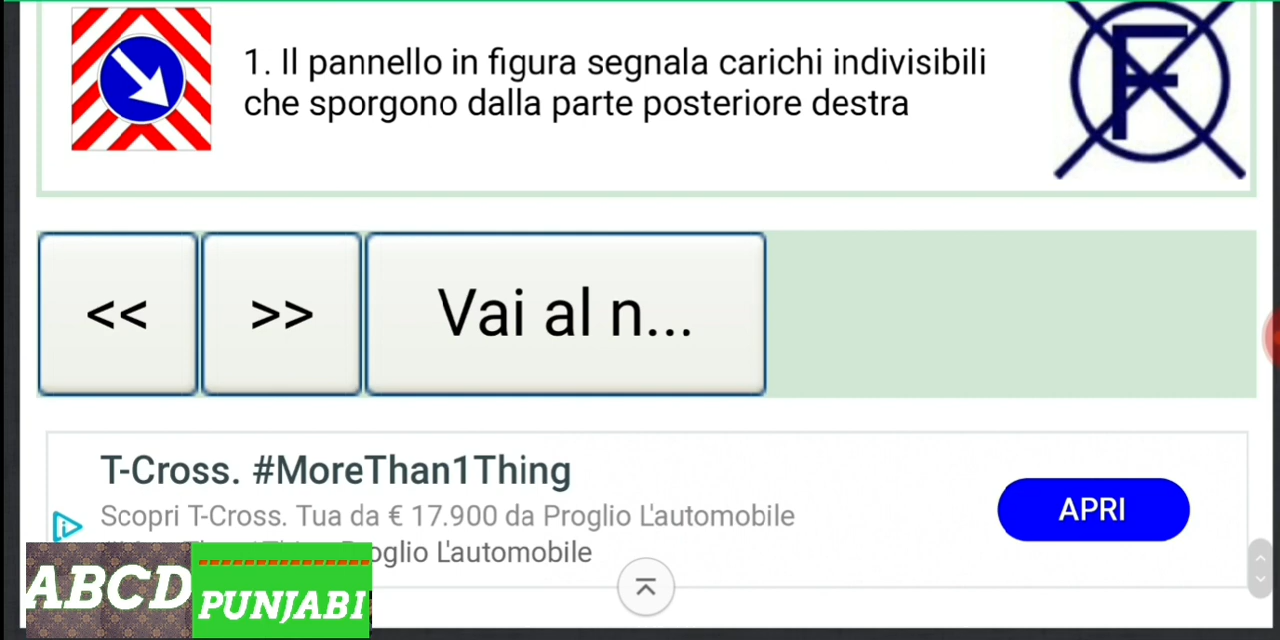 1. Il pannello in figura segnala carichi indivisibili
che sporgono dalla parte posteriore destra
F
<<
>>
Vai al n...
T-Cross. #MoreThan1Thing
Scopri T-Cross. Tua da € 17.900 da Proglio L'automobile
Proglio L'automobile
APRI
ABCD
PUNJABI